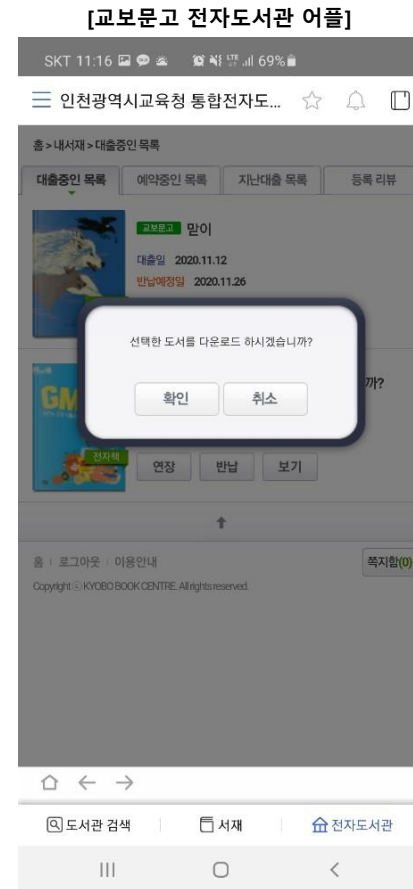 [교보문고 전자도서관 어플]
SKT 11:16 69%
인천광역시교육청 통합전자도...
홈 > 내서재 > 대출중인 목록
대출중인 목록 예약중인 목록 지난대출 목록 등록 리뷰
교보문고 맏이
대출일 2020.11.12
반납예정일 2020.11.26
선택한 도서를 다운로드 하시겠습니까?
확인 취소
까?
GM
전자책
연장 반납 보기
홈 로그아웃 이용안내
쪽지함(0)
Copyright ⓒ KYOBO BOOK CENTRE. All rights reserved.
도서관 검색 서재 전자도서관